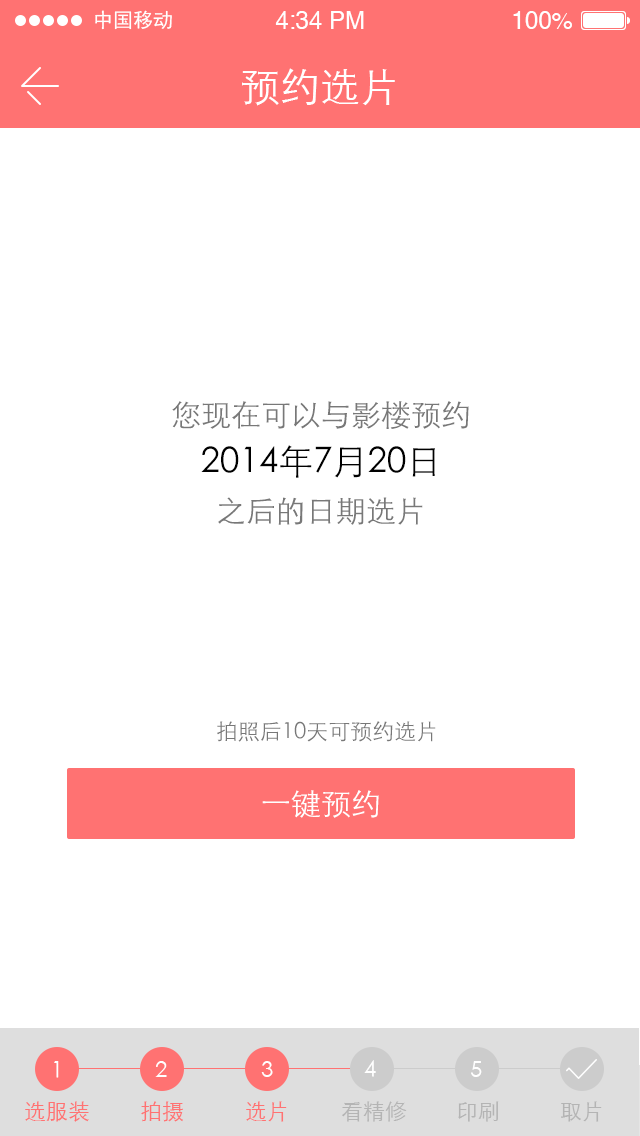 中国移动 4:34 PM 100%
预约选片
您现在可以与影楼预约
2014年7月20日
之后的日期选片
拍照后10天可预约选片
一键预约
1 2 3 4 5
选服装 拍摄 选片 看精修 印刷 取片